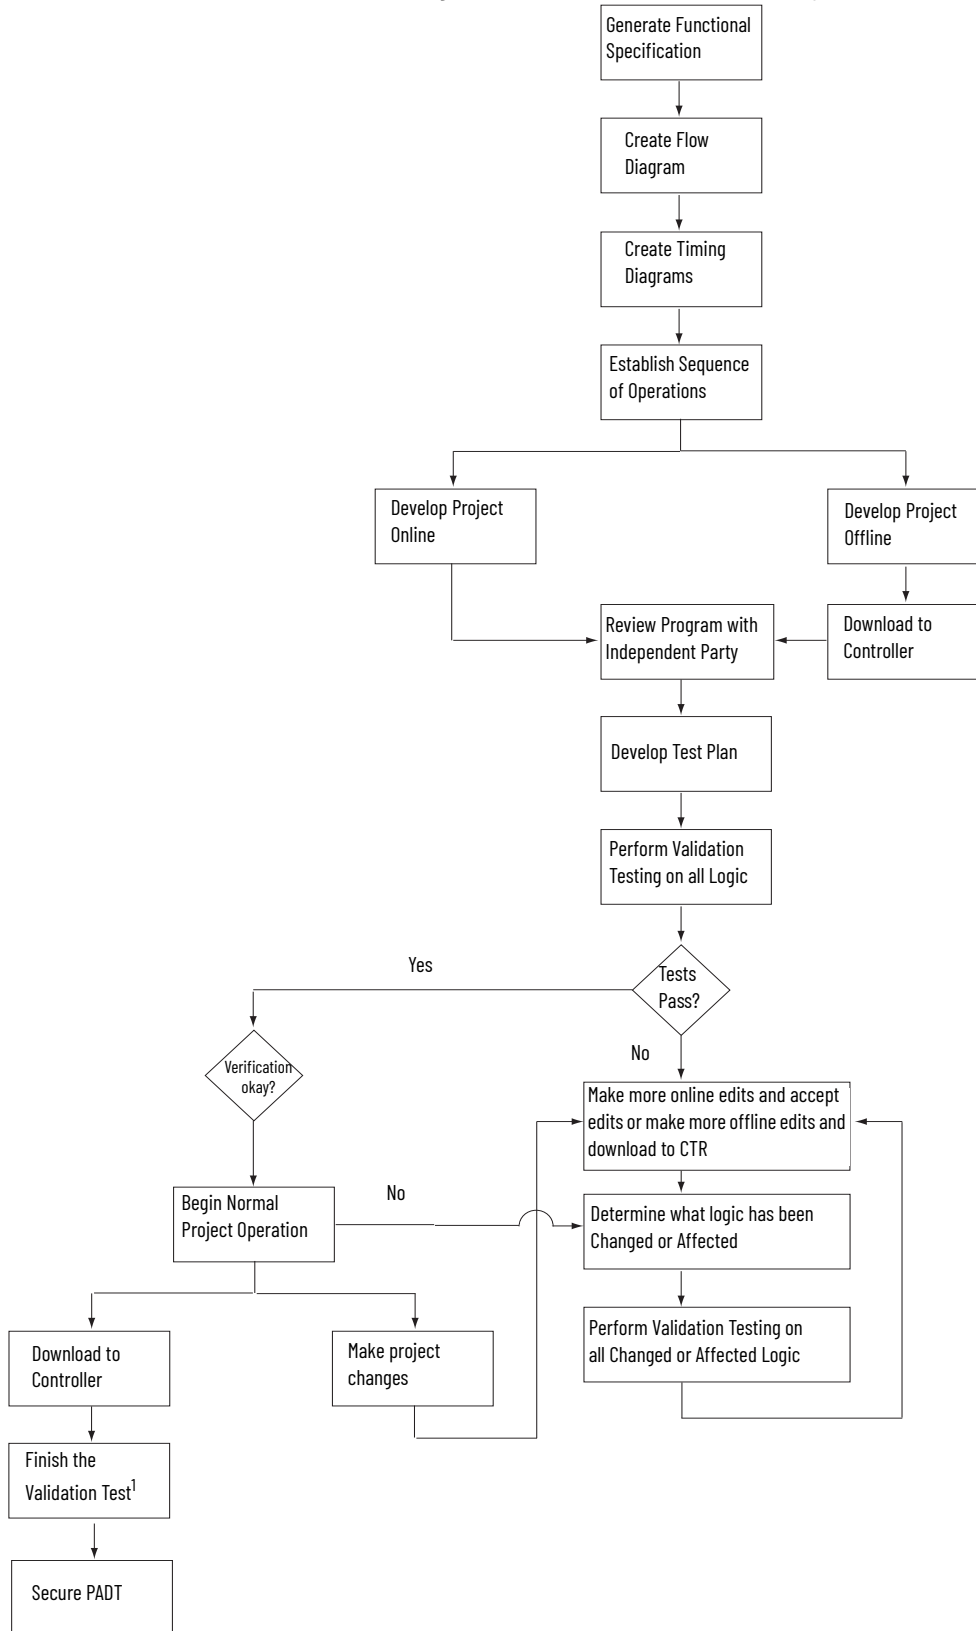 Generate Functional
Specification
Create Flow
Diagram
Create Timing
Diagrams
Establish Sequence
of Operations
Develop Project
Online
Develop Project
Offline
Review Program with
Independent Party
Download to
Controller
Develop Test Plan
Perform Validation
Testing on all Logic
Yes
Tests
Pass?
No
Verification
okay?
Make more online edits and accept
edits or make more offline edits and
download to CTR
Begin Normal
Project Operation
No
Determine what logic has been
Changed or Affected
Perform Validation Testing on
all Changed or Affected Logic
Download to
Controller
Make project
changes
Finish the
Validation Test1
Secure PADT